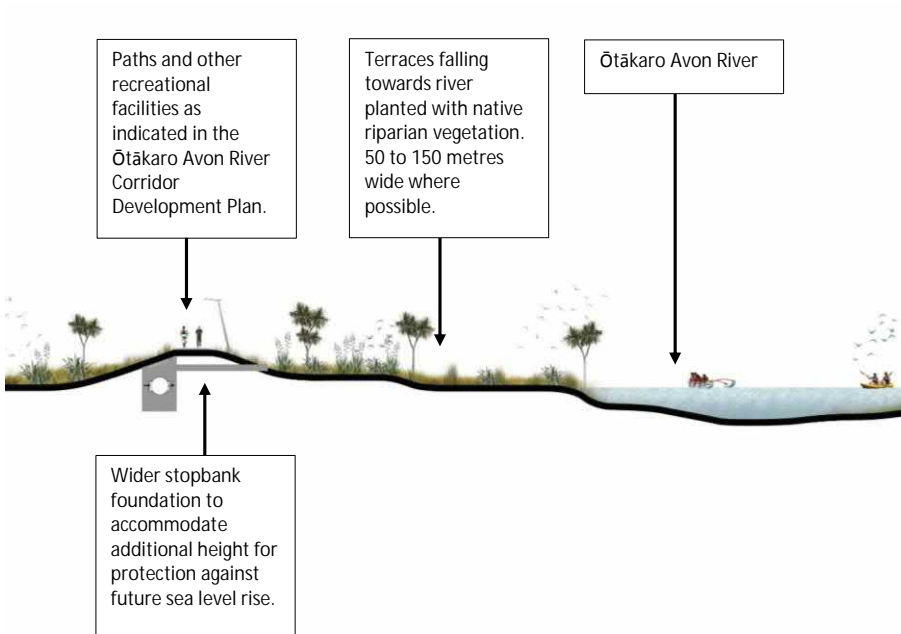 Paths and other
recreational
facilities as
indicated in the
Ōtākaro Avon River
Corridor
Development Plan.
Terraces falling
towards river
planted with native
riparian vegetation.
50 to 150 metres
wide where
possible.
Ōtākaro Avon River
Wider stopbank
foundation to
accommodate
additional height for
protection against
future sea level rise.